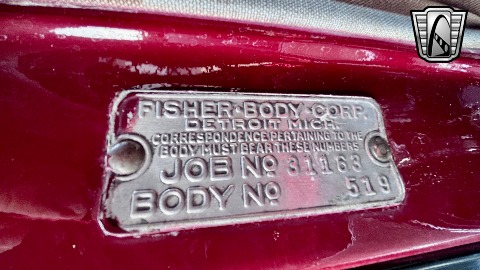 FISHER·BODY·CORP.
DETROIT MICH.
CORRESPONDENCE PERTAINING TO THE
BODY MUST BEAR THESE NUMBERS
JOB NO 31163
BODY NO 519